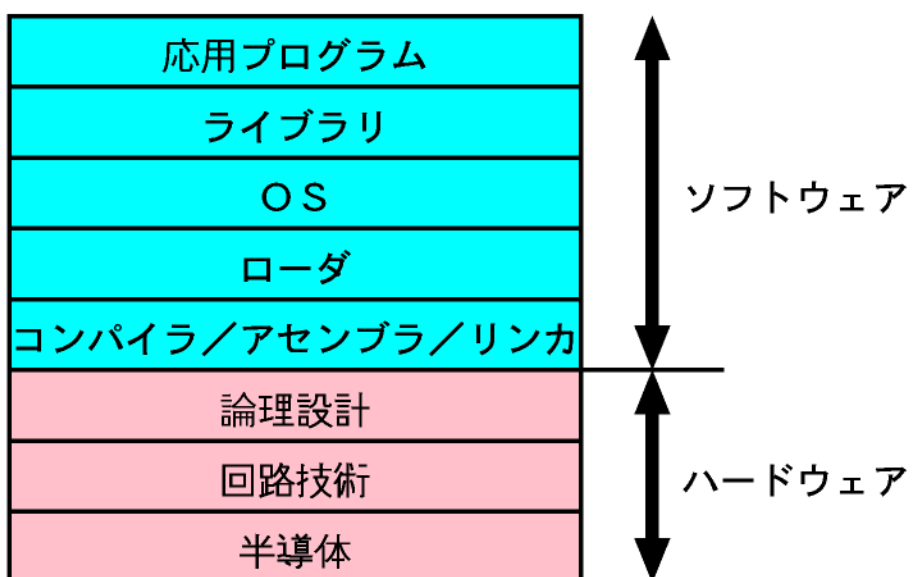 応用プログラム
ライブラリ
ＯＳ
ローダ
コンパイラ／アセンブラ／リンカ
ソフトウェア
論理設計
回路技術
半導体
ハードウェア